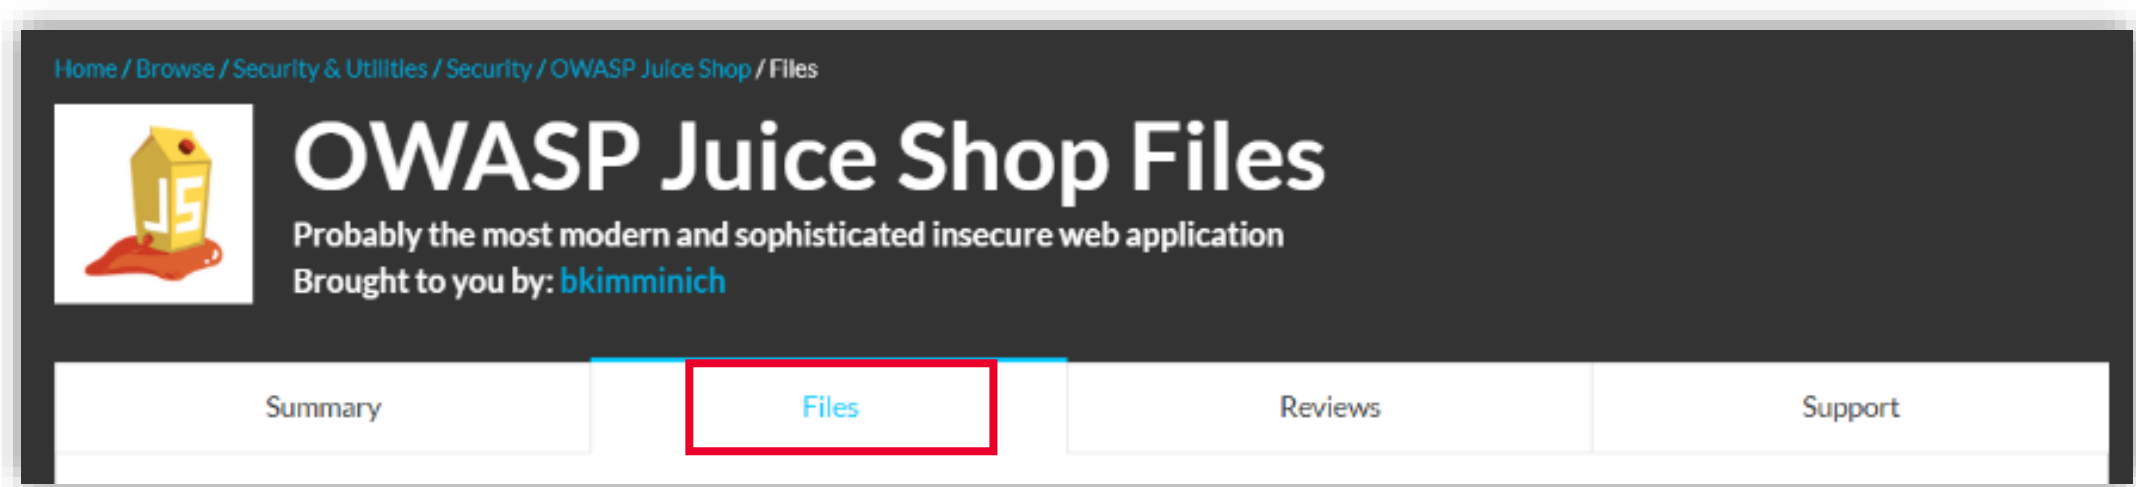 Home / Browse / Security & Utilities / Security / OWASP Juice Shop / Files
JS
OWASP Juice Shop Files
Probably the most modern and sophisticated insecure web application
Brought to you by: bkimminich
Summary Files Reviews Support